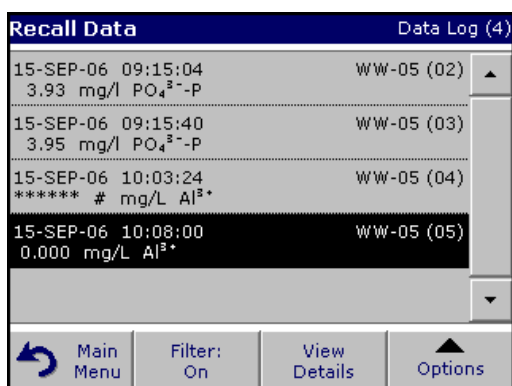 Recall Data Data Log (4)
15-SEP-06 09:15:04 WW-05 (02)
3.93 mg/l PO₄³⁻-P
15-SEP-06 09:15:40 WW-05 (03)
3.95 mg/l PO₄³⁻-P
15-SEP-06 10:03:24 WW-05 (04)
****** # mg/L Al³⁺
15-SEP-06 10:08:00 WW-05 (05)
0.000 mg/L Al³⁺
Main Menu
Filter: On
View Details
Options